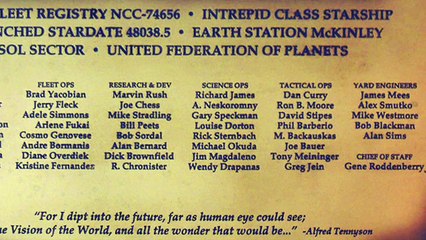 LEET REGISTRY NCC-74656 • INTREPID CLASS STARSHIP
NCHED STARDATE 48038.5 • EARTH STATION McKINLEY
SOL SECTOR • UNITED FEDERATION OF PLANETS
FLEET OPS RESEARCH & DEV SCIENCE OPS TACTICAL OPS YARD ENGINEERS
Brad Yacobian Marvin Rush Richard James Dan Curry James Mees
Jerry Fleck Joe Chess A. Neskoromny Ron B. Moore Alex Smutko
Adele Simmons Mike Stradling Gary Speckman David Stipes Mike Westmore
Arlene Fukai Bill Peets Louise Dorton Phil Barberio Bob Blackman
Cosmo Genovese Bob Sordal Rick Sternbach M. Backauskas Alan Sims
Andre Bormanis Alan Bernard Michael Okuda Joe Bauer
Diane Overdiek Dick Brownfield Jim Magdaleno Tony Meininger CHIEF OF STAFF
Kristine Fernandes R. Chronister Wendy Drapanas Greg Jein Gene Roddenberry
"For I dipt into the future, far as human eye could see;
e Vision of the World, and all the wonder that would be..." -Alfred Tennyson